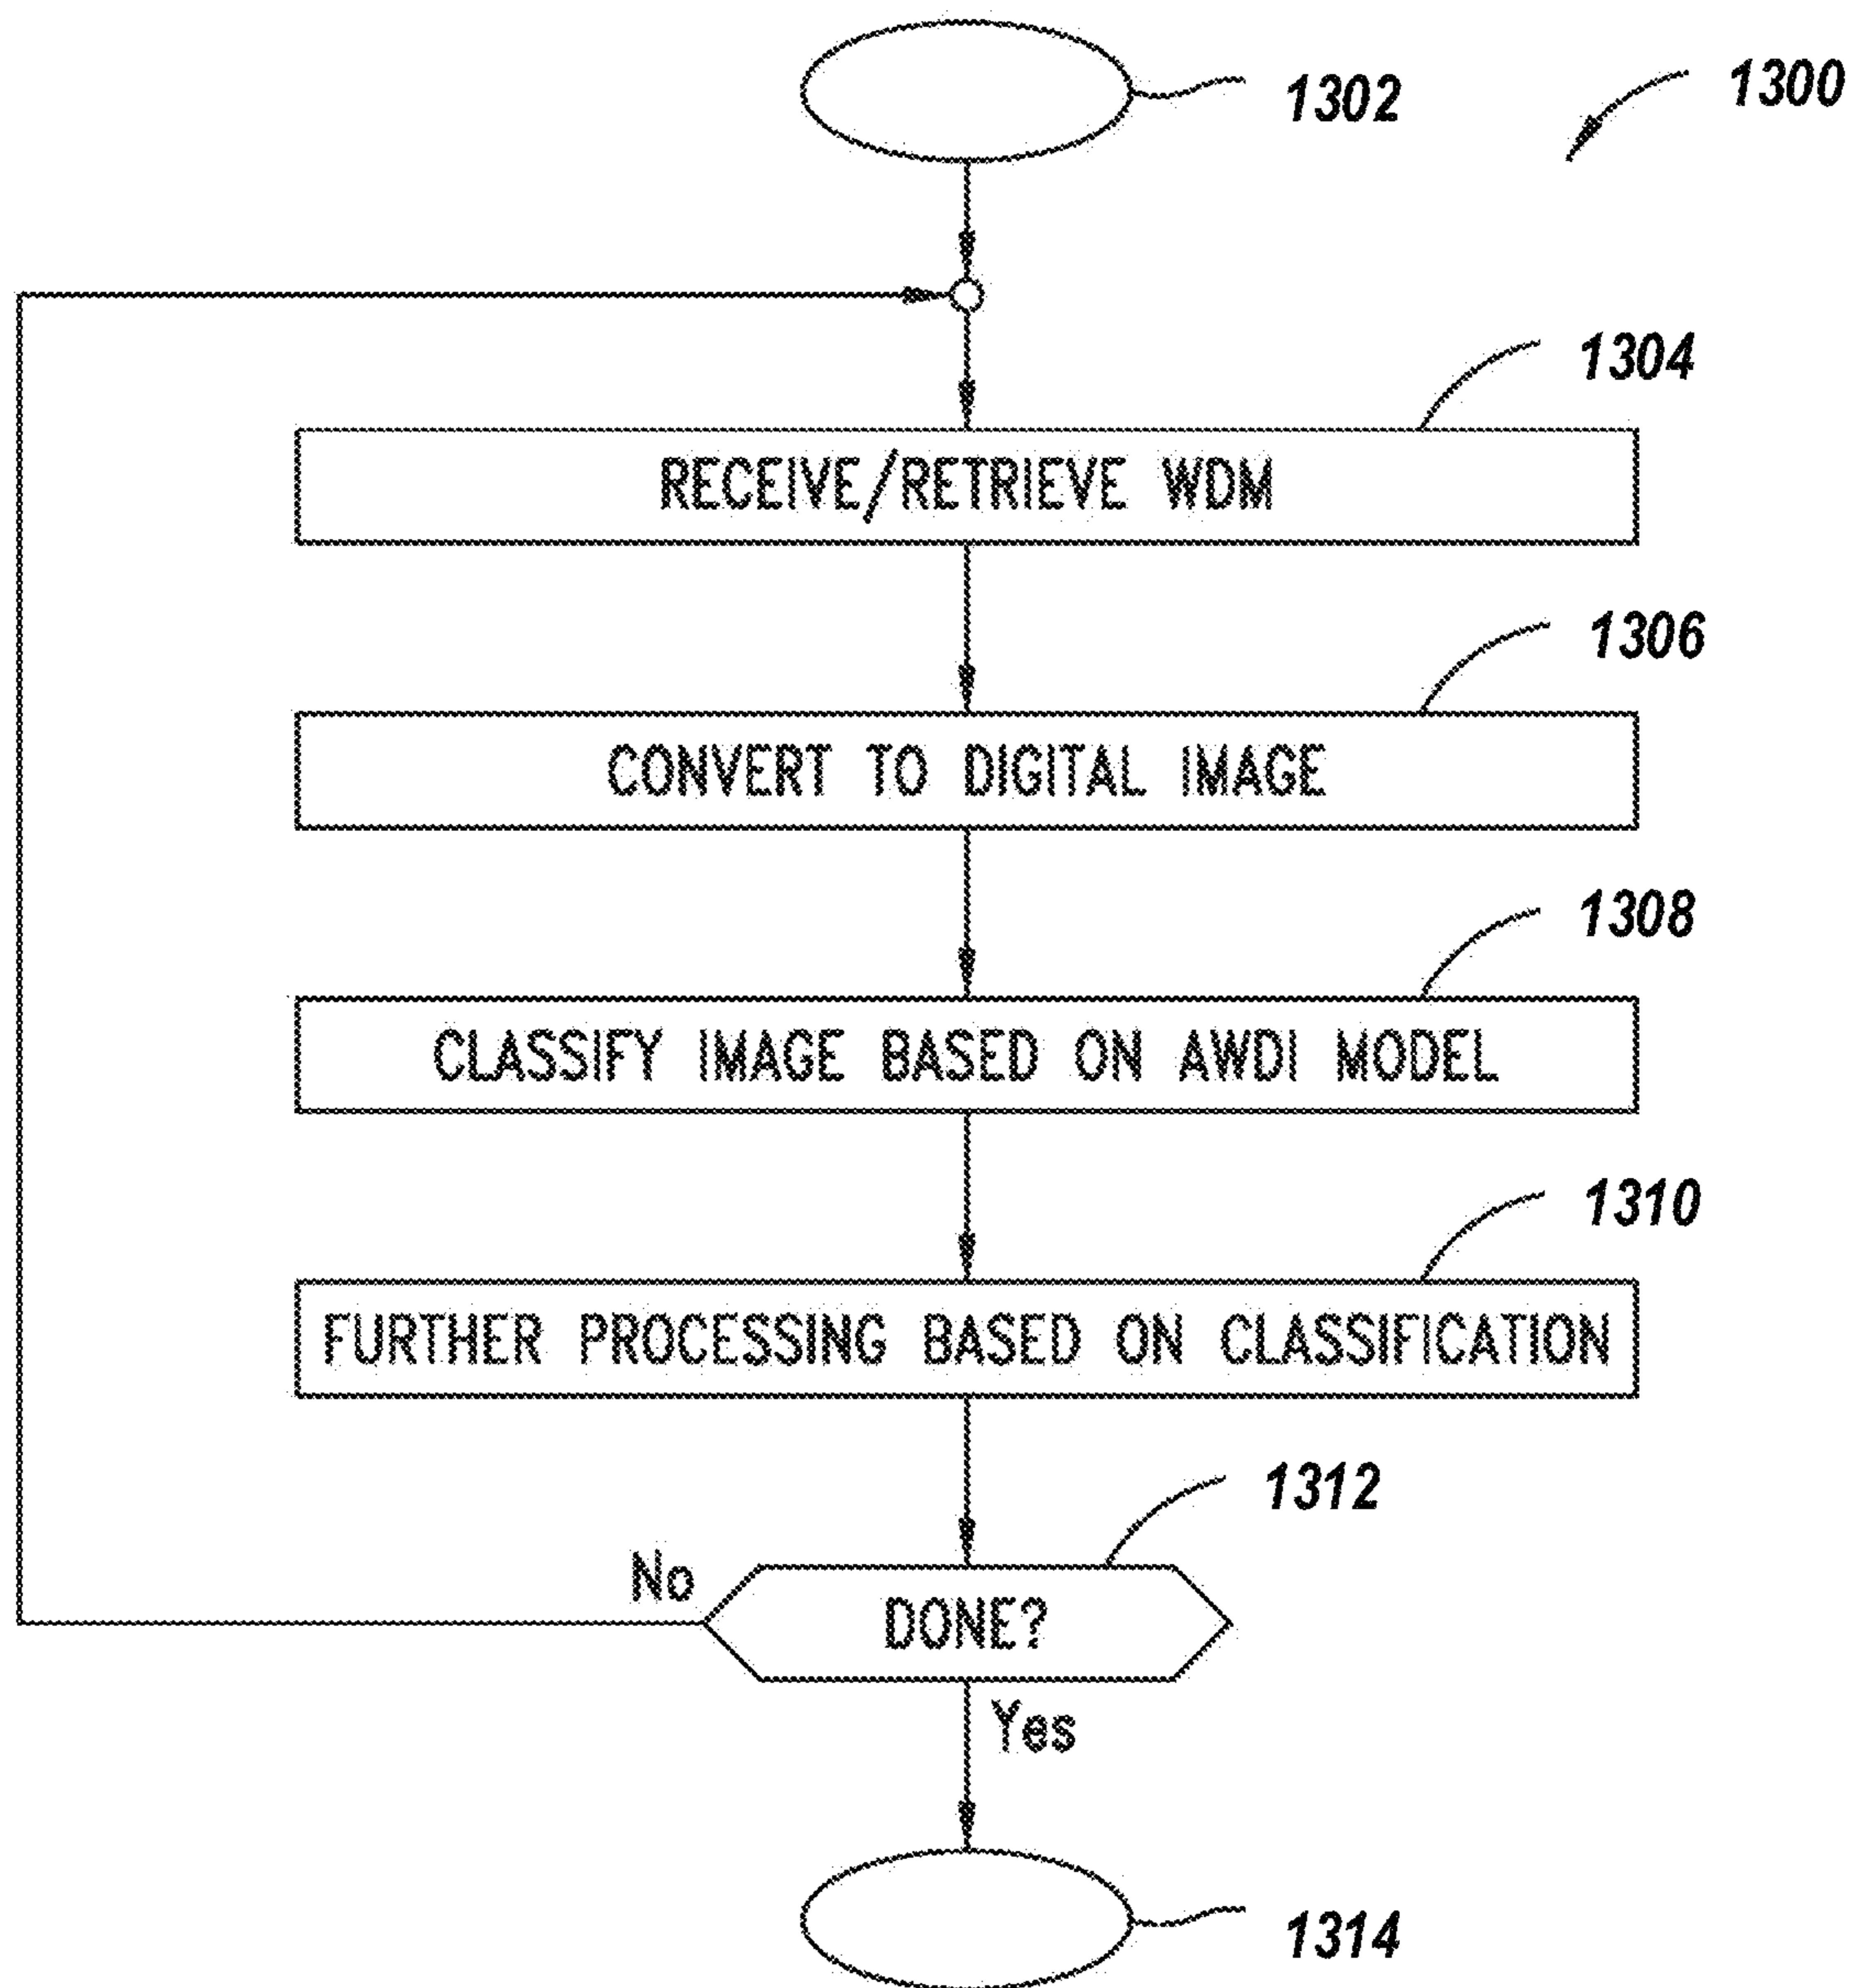 1302
1300
1304
RECEIVE/RETRIEVE WDM
1306
CONVERT TO DIGITAL IMAGE
1308
CLASSIFY IMAGE BASED ON AWDI MODEL
1310
FURTHER PROCESSING BASED ON CLASSIFICATION
1312
No
DONE?
Yes
1314